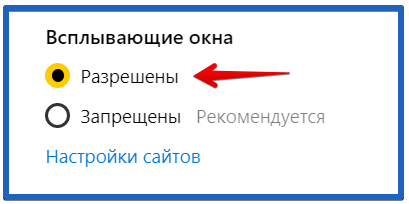 Всплывающие окна
Разрешены
Запрещены Рекомендуется
Настройки сайтов